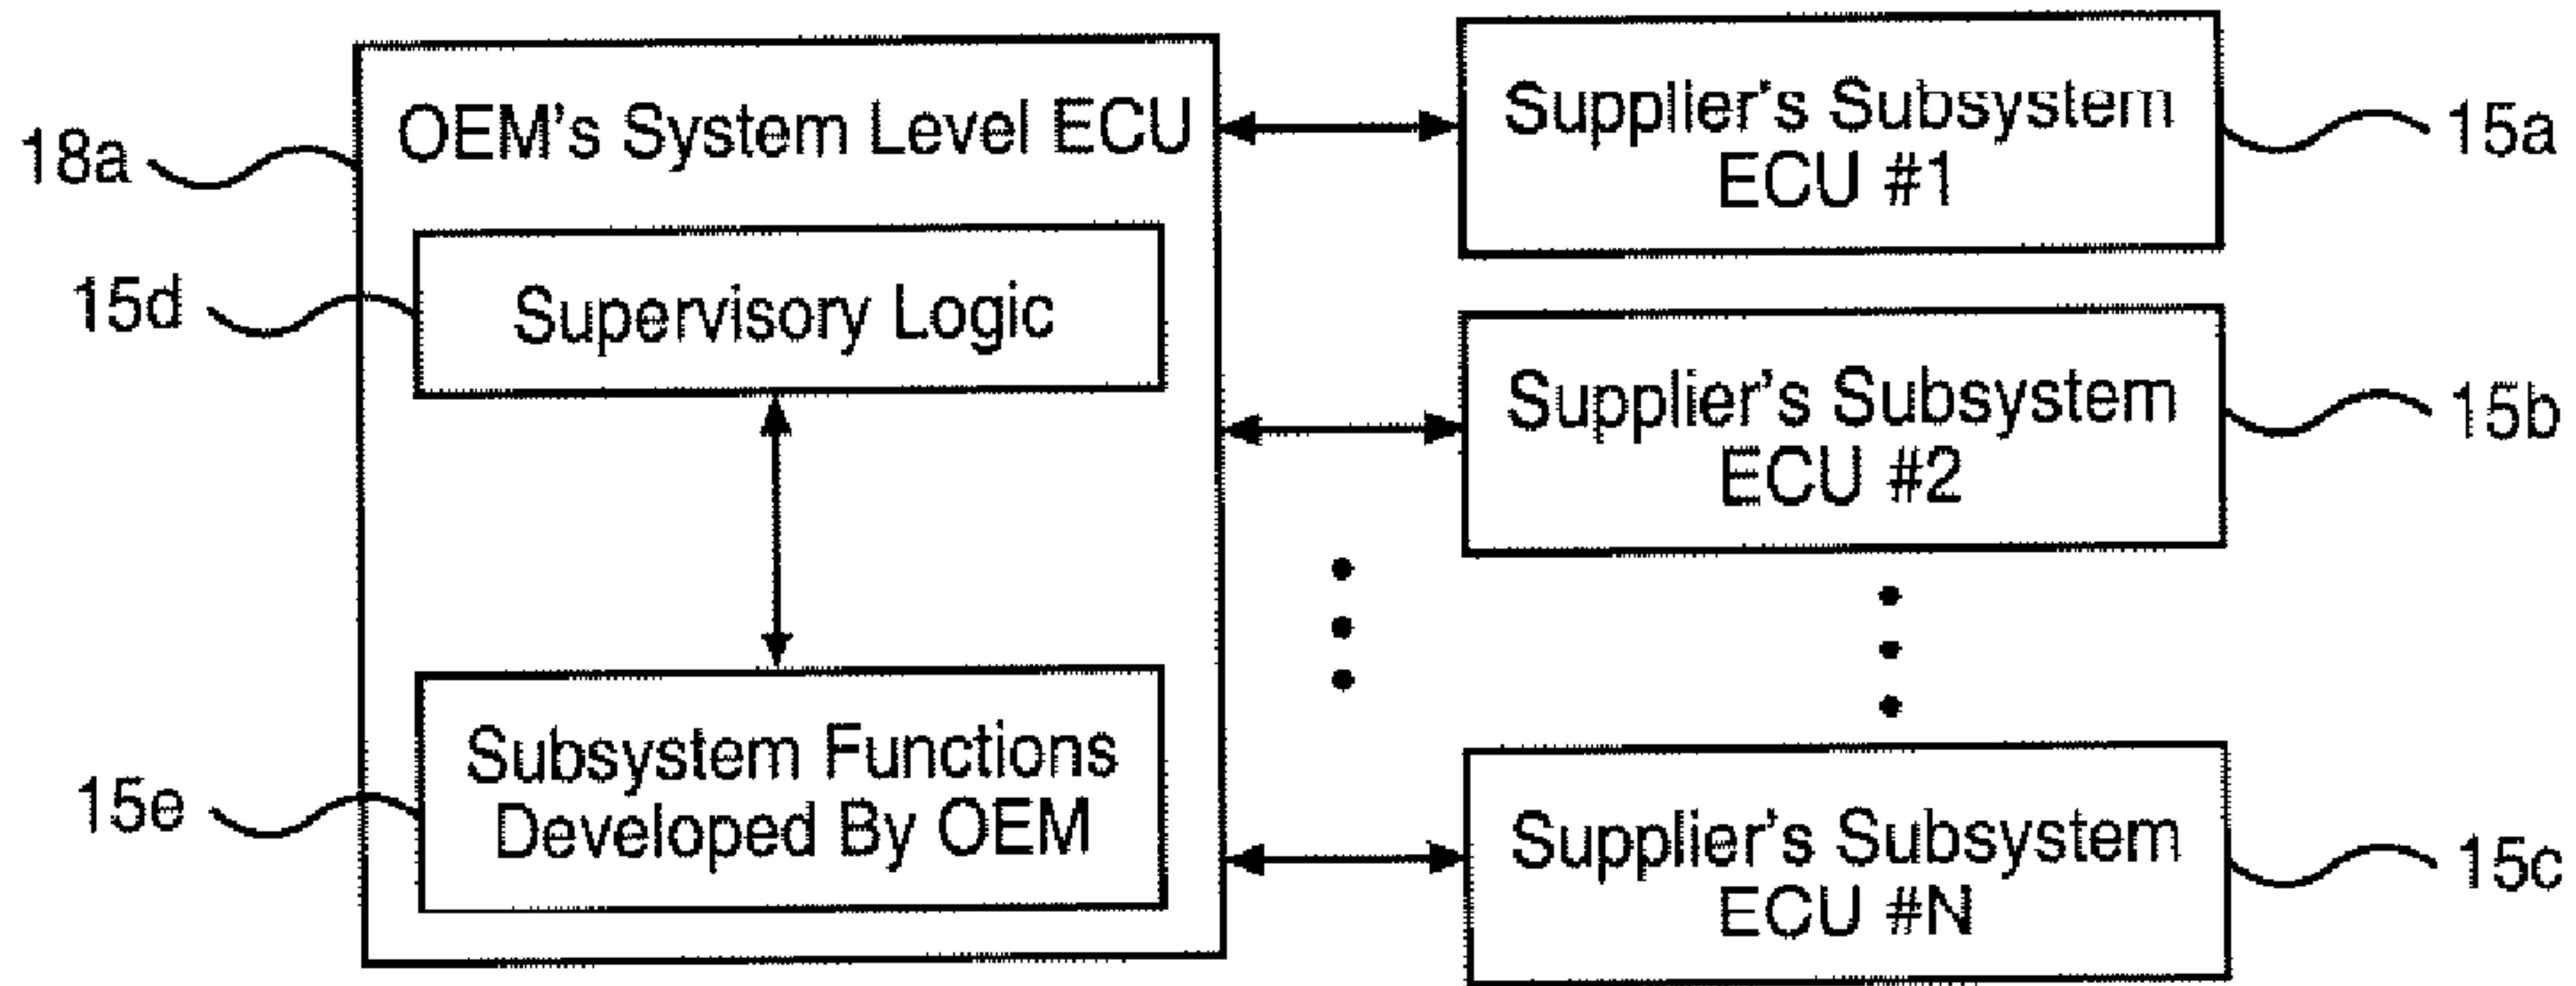 18a
OEM's System Level ECU
15d
Supervisory Logic
15e
Subsystem Functions
Developed By OEM
Supplier's Subsystem
ECU #1
15a
Supplier's Subsystem
ECU #2
15b
Supplier's Subsystem
ECU #N
15c